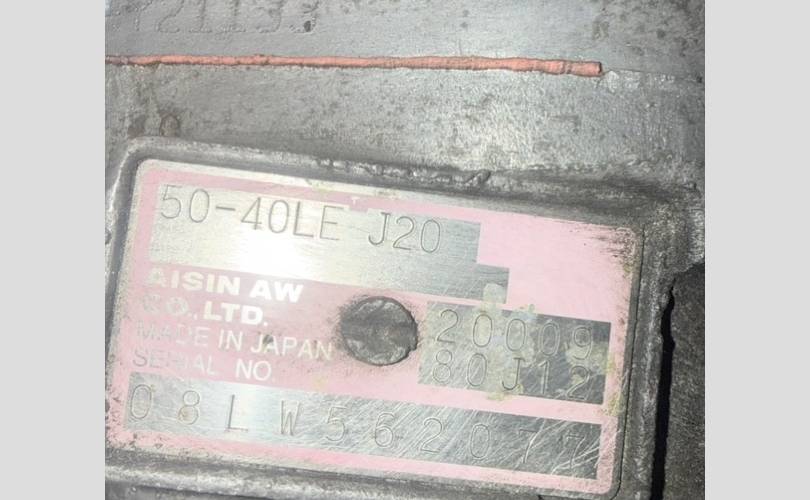 50-40LE J20
AISIN AW
CO.,LTD.
MADE IN JAPAN
SERIAL NO.
20009
80J12
08LW562077